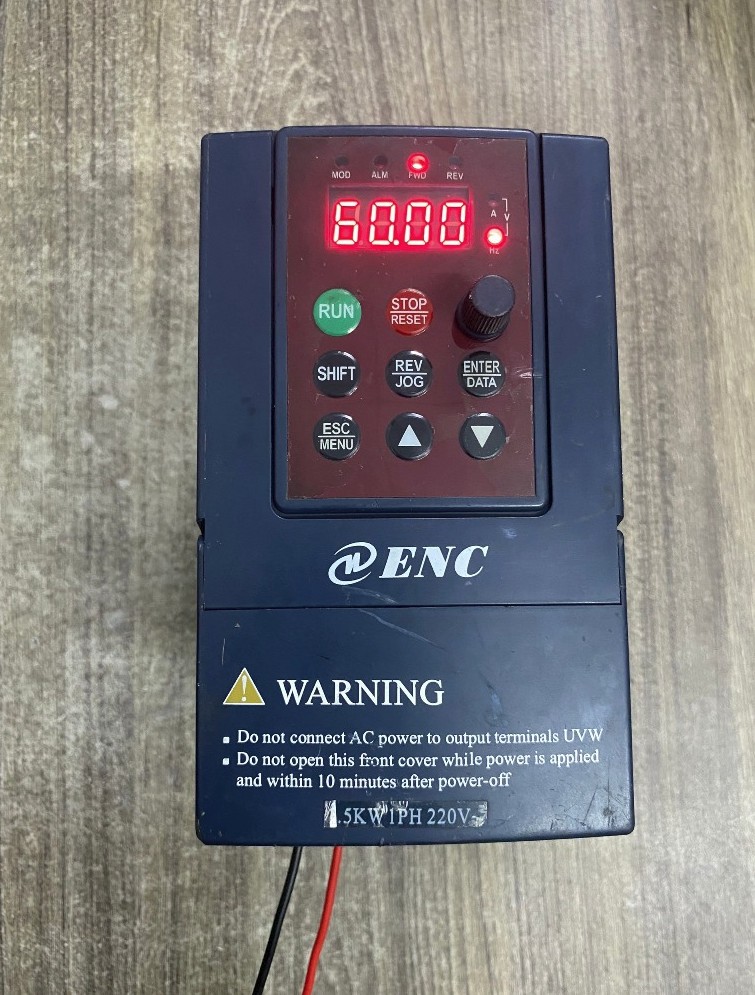 MOD ALM FWD REV
60.00
A
V
HZ
RUN
STOP
RESET
SHIFT
REV
JOG
ENTER
DATA
ESC
MENU
ENC
WARNING
Do not connect AC power to output terminals UVW
Do not open this front cover while power is applied
and within 10 minutes after power-off
.5KW 1PH 220V